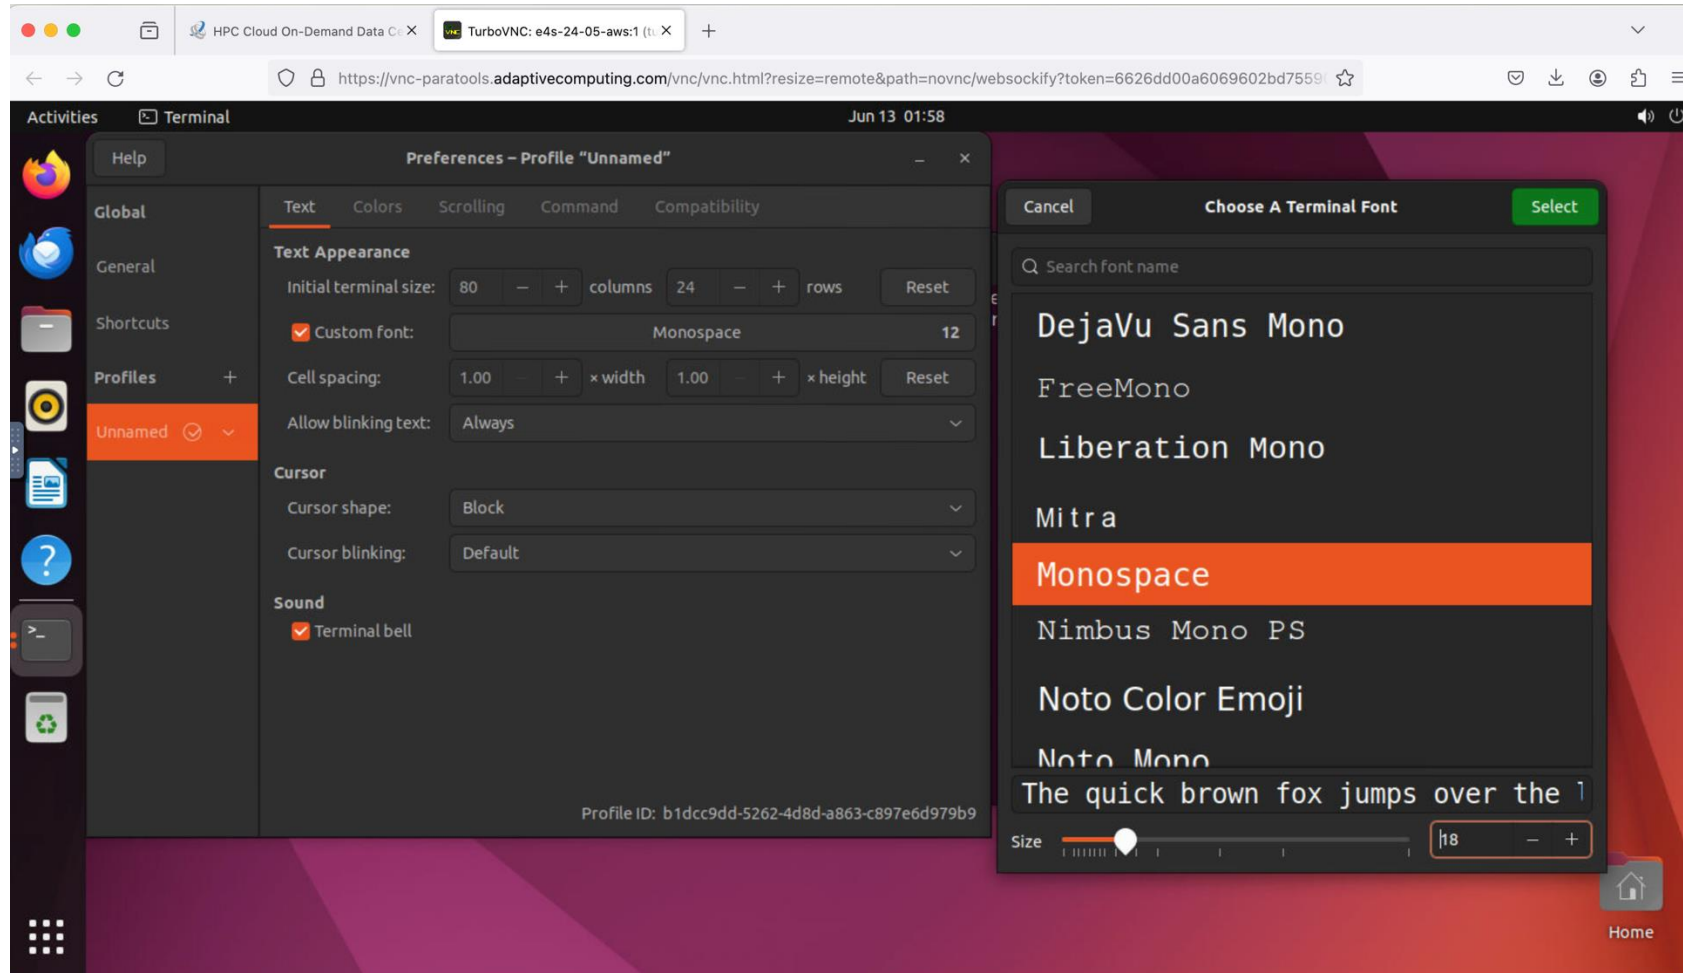 HPC Cloud On-Demand Data Ce
TurboVNC: e4s-24-05-aws:1 (tu
https://vnc-paratools.adaptivecomputing.com/vnc/vnc.html?resize=remote&path=novnc/websockify?token=6626dd00a6069602bd7559
Activities Terminal Jun 13 01:58
Help Preferences – Profile “Unnamed”
Global
General
Shortcuts
Profiles +
Unnamed
Text Colors Scrolling Command Compatibility
Text Appearance
Initial terminal size: 80 − + columns 24 − + rows Reset
Custom font: Monospace 12
Cell spacing: 1.00 − + × width 1.00 − + × height Reset
Allow blinking text: Always
Cursor
Cursor shape: Block
Cursor blinking: Default
Sound
Terminal bell
Profile ID: b1dcc9dd-5262-4d8d-a863-c897e6d979b9
Cancel Choose A Terminal Font Select
Search font name
DejaVu Sans Mono
FreeMono
Liberation Mono
Mitra
Monospace
Nimbus Mono PS
Noto Color Emoji
Noto Mono
The quick brown fox jumps over the l
Size 18 − +
Home